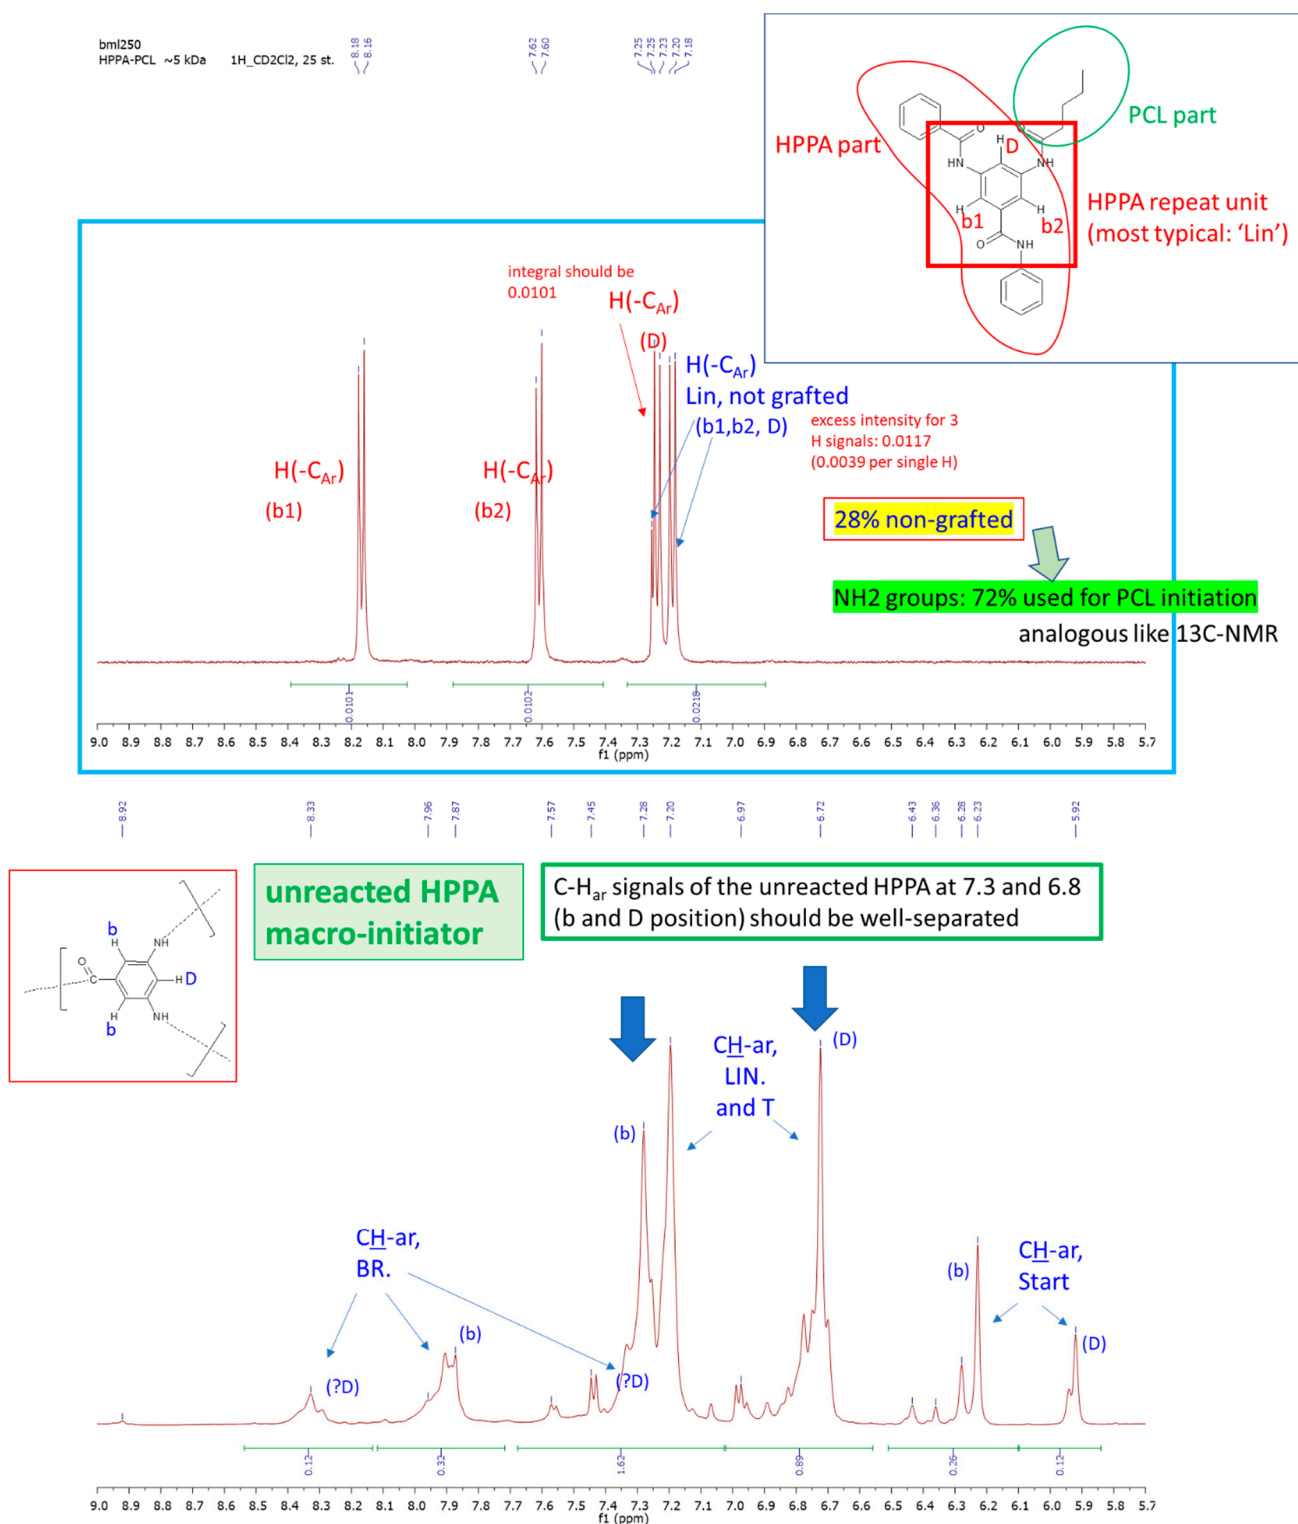 bml250
HPPA-PCL ~5 kDa 1H_CD2Cl2, 25 st.
8.18
8.16
7.62
7.60
7.25
7.25
7.23
7.20
7.18
PCL part
HPPA part
HPPA repeat unit
(most typical: ‘Lin’)
O
O
H
D
HN
NH
H
H
b1
b2
O
NH
integral should be
0.0101
H(-CAr)
(D)
H(-CAr)
Lin, not grafted
(b1,b2, D)
excess intensity for 3
H signals: 0.0117
(0.0039 per single H)
H(-CAr)
(b1)
H(-CAr)
(b2)
28% non-grafted
NH2 groups: 72% used for PCL initiation
analogous like 13C-NMR
0.0101
0.0102
0.0218
9.0 8.9 8.8 8.7 8.6 8.5 8.4 8.3 8.2 8.1 8.0 7.9 7.8 7.7 7.6 7.5 7.4 7.3 7.2 7.1 7.0 6.9 6.8 6.7 6.6 6.5 6.4 6.3 6.2 6.1 6.0 5.9 5.8 5.7
f1 (ppm)
8.92
8.33
7.96
7.87
7.57
7.45
7.28
7.20
6.97
6.72
6.43
6.36
6.28
6.23
5.92
unreacted HPPA
macro-initiator
C-Har signals of the unreacted HPPA at 7.3 and 6.8
(b and D position) should be well-separated
b
H
NH
O
C
H D
H
NH
b
(D)
CH-ar,
LIN.
and T
(b)
CH-ar,
BR.
(b)
(?D)
(?D)
(b)
CH-ar,
Start
(D)
0.12
0.32
1.62
0.89
0.26
0.12
9.0 8.9 8.8 8.7 8.6 8.5 8.4 8.3 8.2 8.1 8.0 7.9 7.8 7.7 7.6 7.5 7.4 7.3 7.2 7.1 7.0 6.9 6.8 6.7 6.6 6.5 6.4 6.3 6.2 6.1 6.0 5.9 5.8 5.7
f1 (ppm)